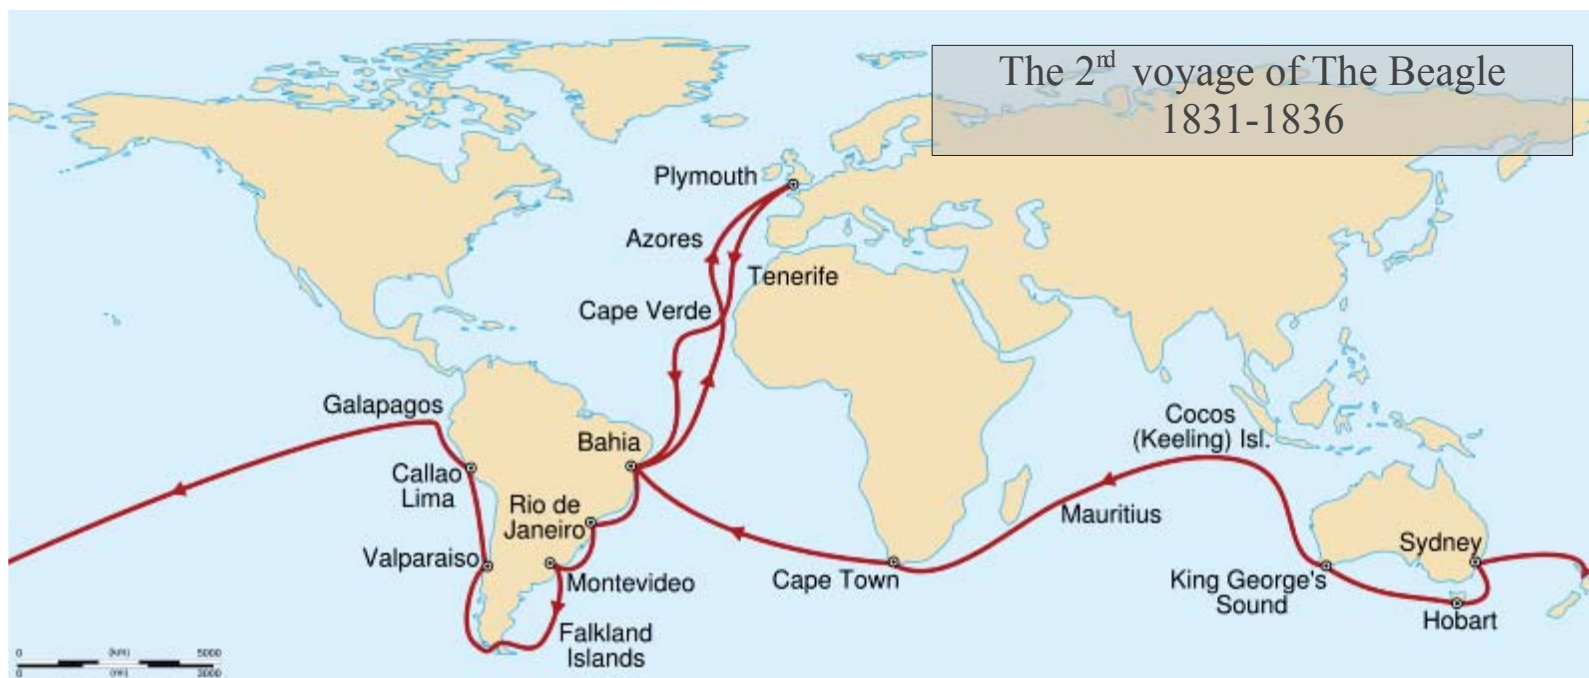 The 2nd voyage of The Beagle
1831-1836
Plymouth
Azores
Tenerife
Cape Verde
Galapagos
Bahia
Cocos
(Keeling) Isl.
Callao
Lima
Rio de
Janeiro
Mauritius
Sydney
Valparaiso
Montevideo
Cape Town
King George's
Sound
Hobart
Falkland
Islands
0 (km) 5000
0 (mi) 3000